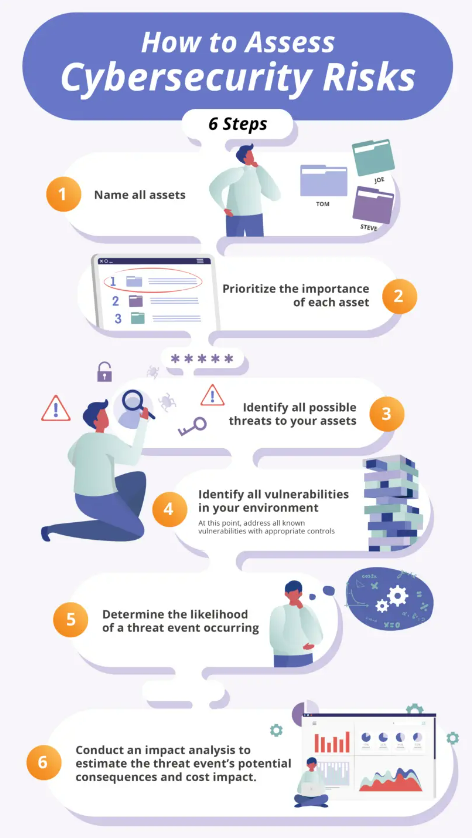 How to Assess
Cybersecurity Risks
6 Steps
1
Name all assets
TOM
JOE
STEVE
1
2
3
Prioritize the importance
of each asset
2
*****
Identify all possible
threats to your assets
3
4
Identify all vulnerabilities
in your environment
At this point, address all known
vulnerabilities with appropriate controls
5
Determine the likelihood
of a threat event occurring
6
Conduct an impact analysis to
estimate the threat event's potential
consequences and cost impact.